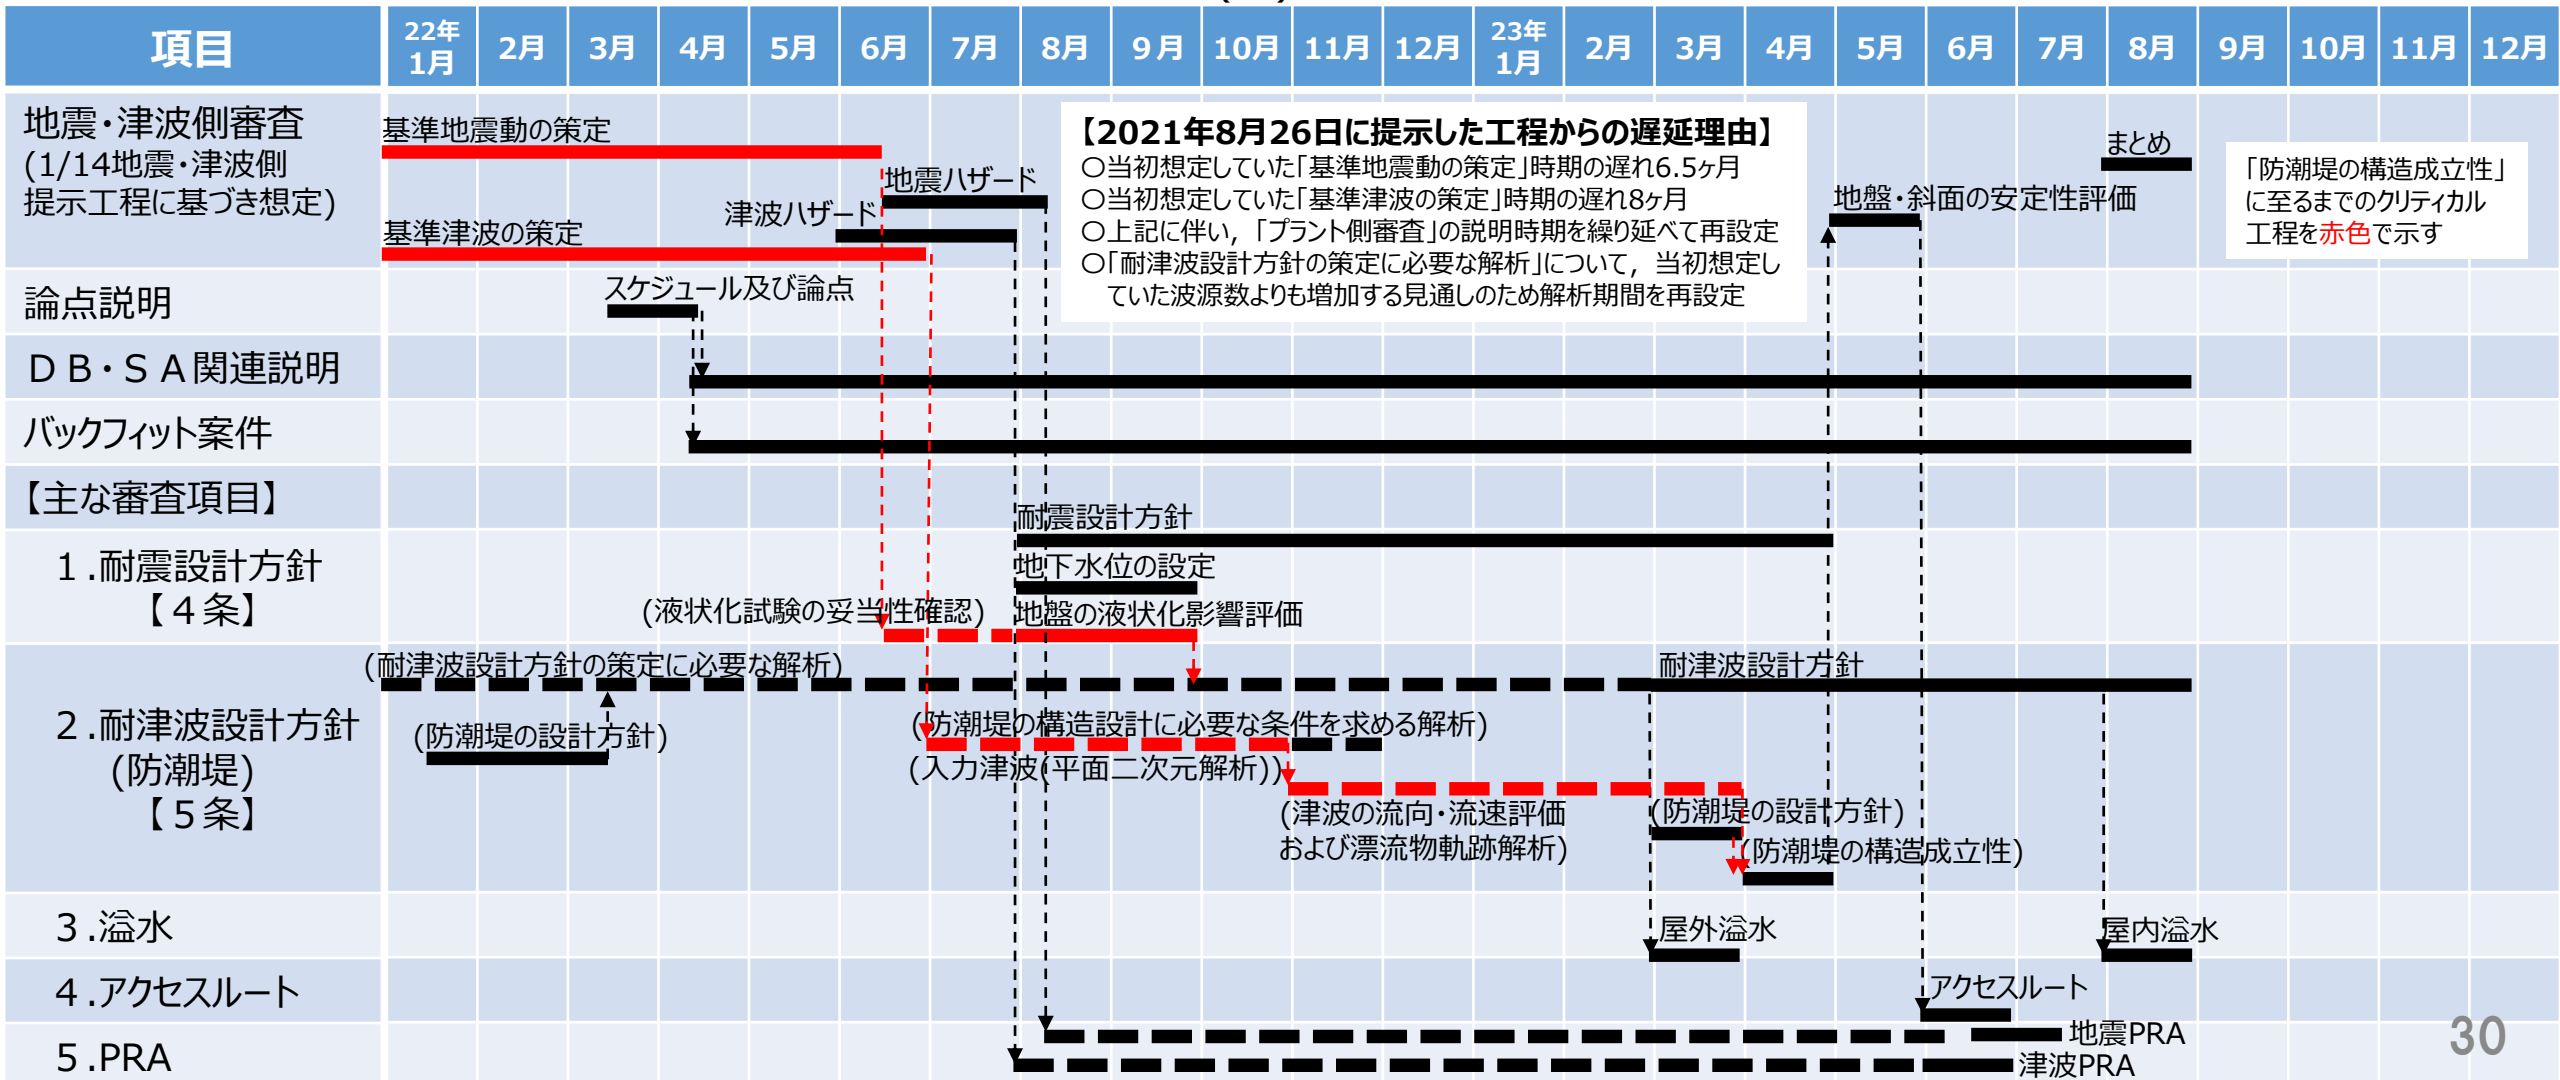 項目
22年
1月
2月
3月
4月
5月
6月
7月
8月
9月
10月
11月
12月
23年
1月
2月
3月
4月
5月
6月
7月
8月
9月
10月
11月
12月
地震・津波側審査
(1/14地震・津波側
提示工程に基づき想定)
基準地震動の策定
地震ハザード
津波ハザード
基準津波の策定
【2021年8月26日に提示した工程からの遅延理由】
○当初想定していた「基準地震動の策定」時期の遅れ6.5ヶ月
○当初想定していた「基準津波の策定」時期の遅れ8ヶ月
○上記に伴い，「プラント側審査」の説明時期を繰り延べて再設定
○「耐津波設計方針の策定に必要な解析」について，当初想定し
ていた波源数よりも増加する見通しのため解析期間を再設定
地盤・斜面の安定性評価
まとめ
「防潮堤の構造成立性」
に至るまでのクリティカル
工程を赤色で示す
論点説明
スケジュール及び論点
ＤＢ・ＳＡ関連説明
バックフィット案件
【主な審査項目】
１.耐震設計方針
【４条】
耐震設計方針
地下水位の設定
(液状化試験の妥当性確認)
地盤の液状化影響評価
２.耐津波設計方針
(防潮堤)
【５条】
(耐津波設計方針の策定に必要な解析)
耐津波設計方針
(防潮堤の設計方針)
(防潮堤の構造設計に必要な条件を求める解析)
(入力津波(平面二次元解析))
(津波の流向・流速評価
および漂流物軌跡解析)
(防潮堤の設計方針)
(防潮堤の構造成立性)
３.溢水
屋外溢水
屋内溢水
４.アクセスルート
アクセスルート
５.PRA
地震PRA
津波PRA
30